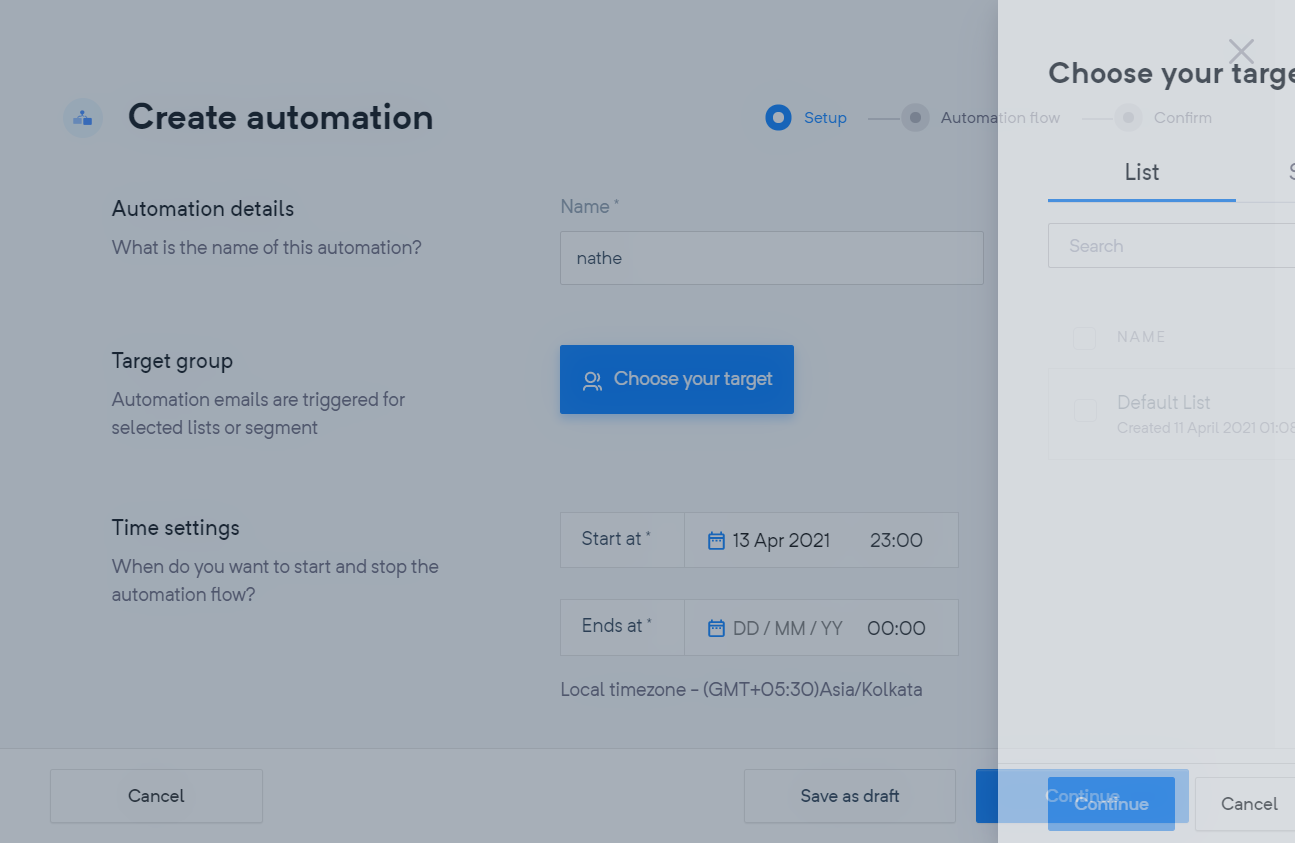 Create automation
Setup
Automation flow
Confirm
Automation details
What is the name of this automation?
Name *
nathe
Target group
Automation emails are triggered for
selected lists or segment
Choose your target
Time settings
When do you want to start and stop the
automation flow?
Start at *
13 Apr 2021
23:00
Ends at *
DD / MM / YY
00:00
Local timezone - (GMT+05:30)Asia/Kolkata
Cancel
Save as draft
Continue
Choose your targe
List
S
Search
NAME
Default List
Created 11 April 2021 01:08
Continue
Cancel